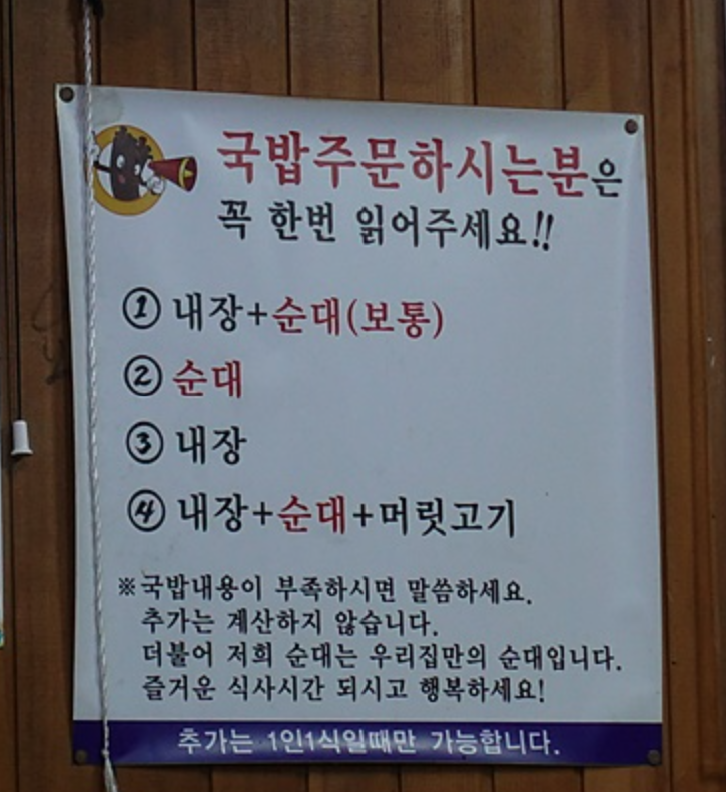 국밥주문하시는분은
꼭 한번 읽어주세요!!
① 내장+순대(보통)
② 순대
③ 내장
④ 내장+순대+머릿고기
※국밥내용이 부족하시면 말씀하세요.
추가는 계산하지 않습니다.
더불어 저희 순대는 우리집만의 순대입니다.
즐거운 식사시간 되시고 행복하세요!
추가는 1인1식일때만 가능합니다.